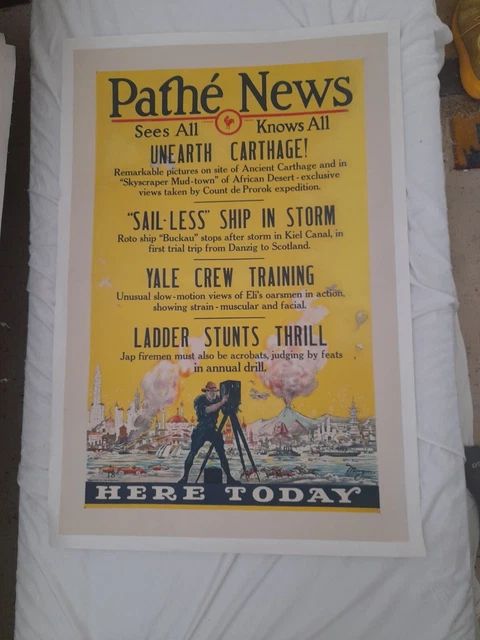 Pathé News
Sees All Knows All
UNEARTH CARTHAGE!
Remarkable pictures on site of Ancient Carthage and in
"Skyscraper Mud-town" of African Desert - exclusive
views taken by Count de Prorok expedition.
"SAIL-LESS" SHIP IN STORM
Roto ship "Buckau" stops after storm in Kiel Canal, in
first trial trip from Danzig to Scotland.
YALE CREW TRAINING
Unusual slow-motion views of Eli's oarsmen in action,
showing strain - muscular and facial.
LADDER STUNTS THRILL
Jap firemen must also be acrobats, judging by feats
in annual drill.
HERE TODAY